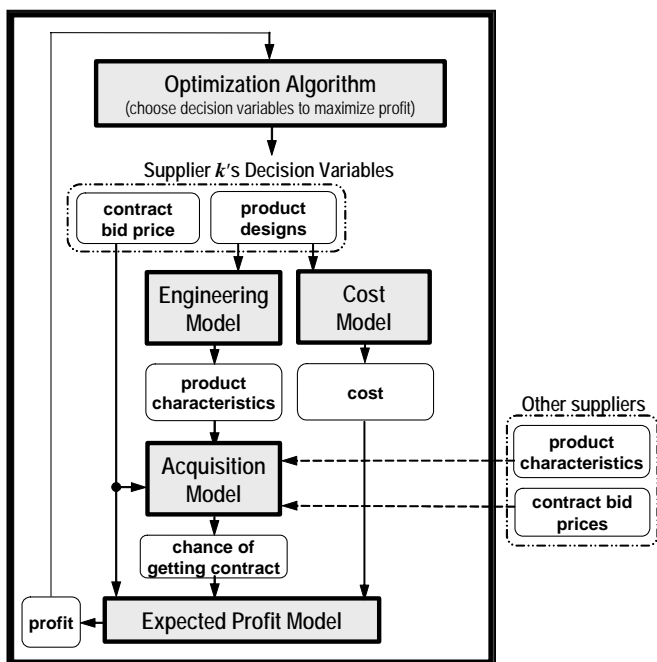 Optimization Algorithm
(choose decision variables to maximize profit)
Supplier k's Decision Variables
contract
bid price
product
designs
Engineering
Model
Cost
Model
product
characteristics
cost
Other suppliers
product
characteristics
contract bid
prices
Acquisition
Model
chance of
getting contract
profit
Expected Profit Model